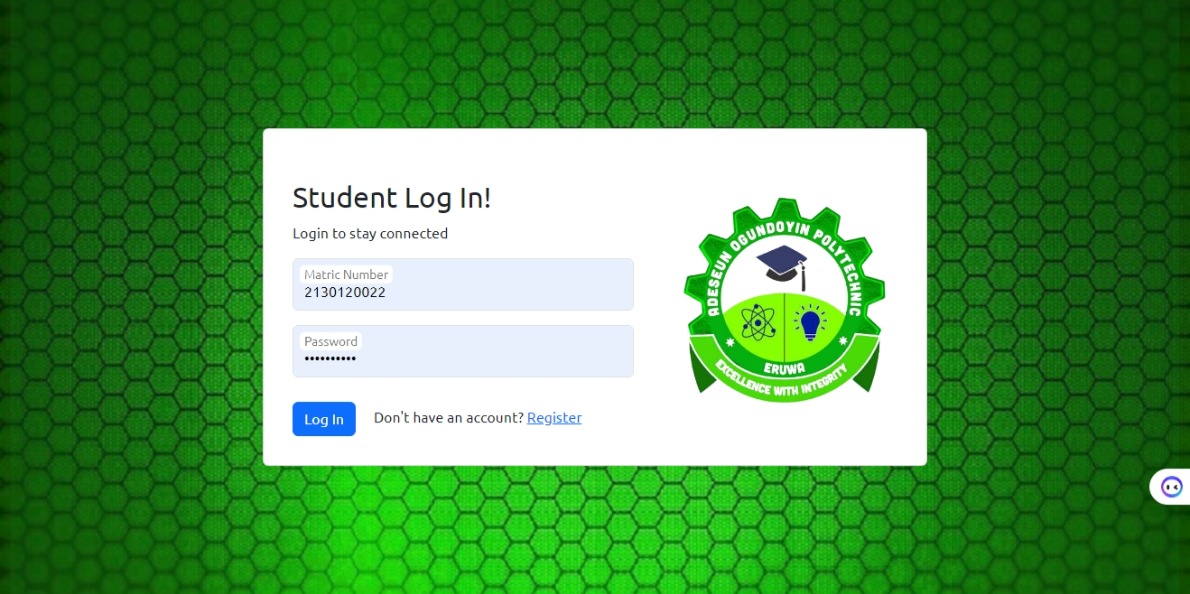 Student Log In!
Login to stay connected
Matric Number
2130120022
Password
••••••••••
Log In
Don't have an account? Register
ADESEUN OGUNDOYIN POLYTECHNIC
ERUWA
EXCELLENCE WITH INTEGRITY